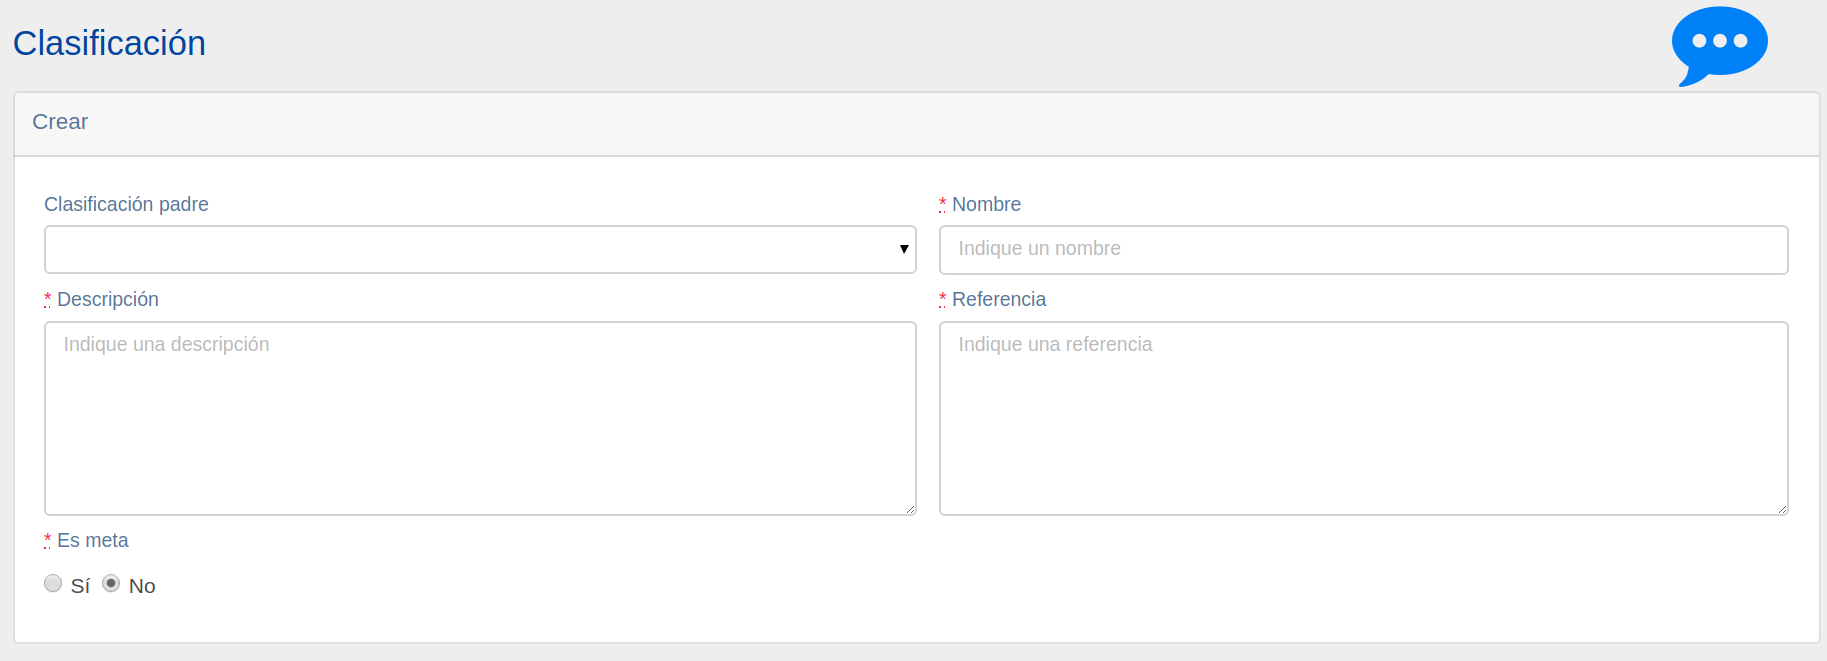 Clasificación
Crear
Clasificación padre
* Nombre
Indique un nombre
* Descripción
* Referencia
Indique una descripción
Indique una referencia
* Es meta
Sí No